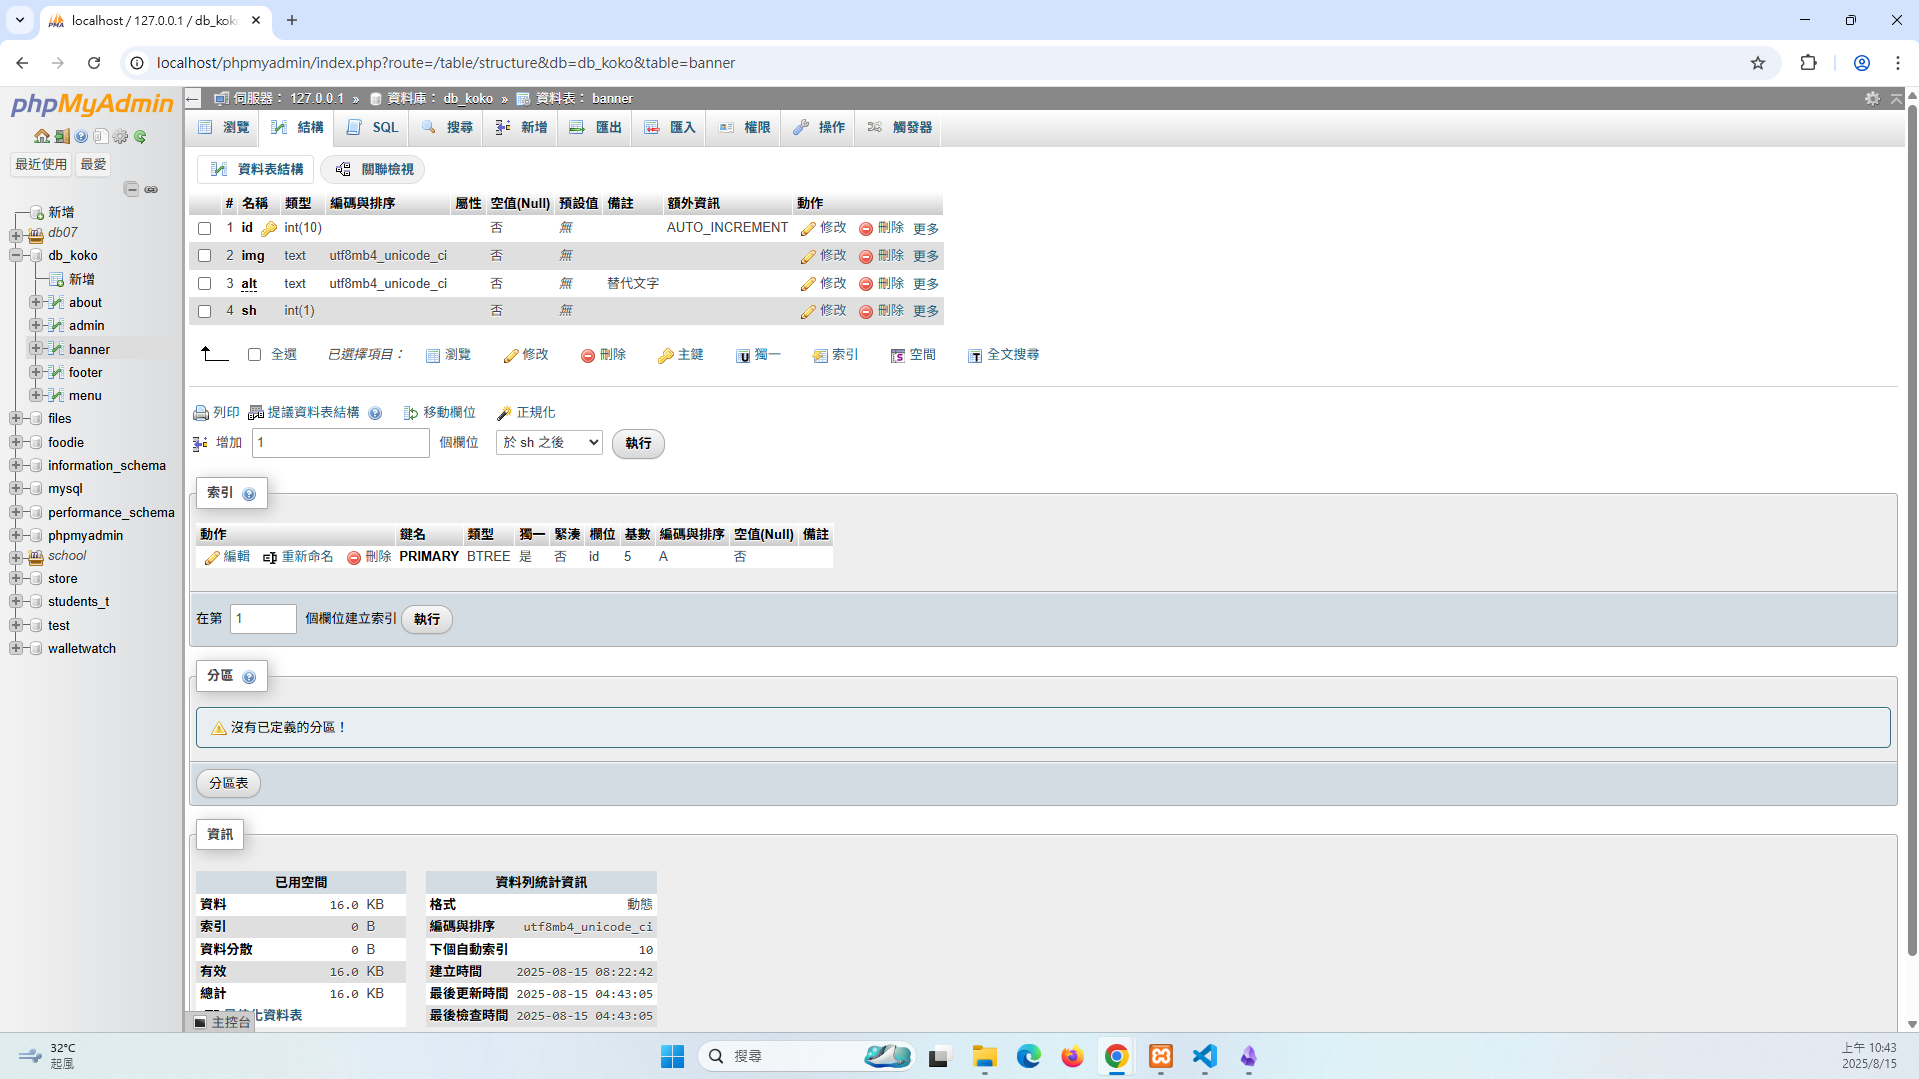 localhost / 127.0.0.1 / db_kok
localhost/phpmyadmin/index.php?route=/table/structure&db=db_koko&table=banner
phpMyAdmin
最近使用 最愛
新增
db07
db_koko
新增
about
admin
banner
footer
menu
files
foodie
information_schema
mysql
performance_schema
phpmyadmin
school
store
students_t
test
walletwatch
伺服器： 127.0.0.1 » 資料庫： db_koko » 資料表： banner
瀏覽 結構 SQL 搜尋 新增 匯出 匯入 權限 操作 觸發器
資料表結構 關聯檢視
# 名稱 類型 編碼與排序 屬性 空值(Null) 預設值 備註 額外資訊 動作
1 id int(10) 否 無 AUTO_INCREMENT 修改 刪除 更多
2 img text utf8mb4_unicode_ci 否 無 修改 刪除 更多
3 alt text utf8mb4_unicode_ci 否 無 替代文字 修改 刪除 更多
4 sh int(1) 否 無 修改 刪除 更多
全選 已選擇項目： 瀏覽 修改 刪除 主鍵 獨一 索引 空間 全文搜尋
列印 提議資料表結構 移動欄位 正規化
增加 1 個欄位 於 sh 之後 執行
索引
動作 鍵名 類型 獨一 緊湊 欄位 基數 編碼與排序 空值(Null) 備註
編輯 重新命名 刪除 PRIMARY BTREE 是 否 id 5 A 否
在第 1 個欄位建立索引 執行
分區
沒有已定義的分區！
分區表
資訊
已用空間
資料 16.0 KB
索引 0 B
資料分散 0 B
有效 16.0 KB
總計 16.0 KB
化資料表
資料列統計資訊
格式 動態
編碼與排序 utf8mb4_unicode_ci
下個自動索引 10
建立時間 2025-08-15 08:22:42
最後更新時間 2025-08-15 04:43:05
最後檢查時間 2025-08-15 04:43:05
主控台
32°C
起風
搜尋
上午 10:43
2025/8/15